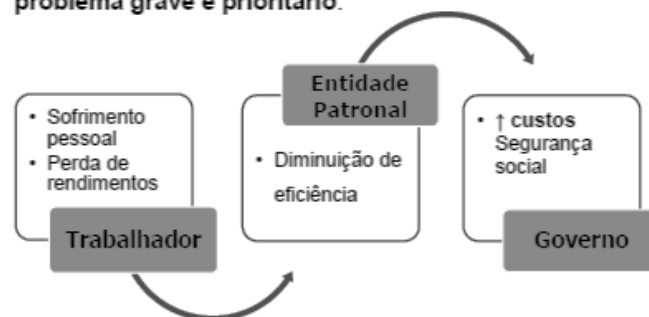 problema grave e prioritário.
• Sofrimento
pessoal
• Perda de
rendimentos
Trabalhador
Entidade
Patronal
• Diminuição de
eficiência
• ↑ custos
Segurança
social
Governo